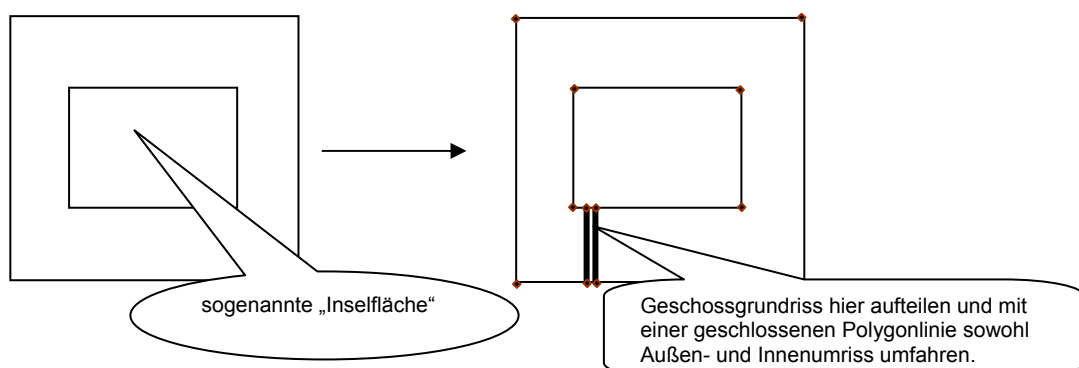 sogenannte „Inselfläche“
Geschossgrundriss hier aufteilen und mit
einer geschlossenen Polygonlinie sowohl
Außen- und Innenumriss umfahren.